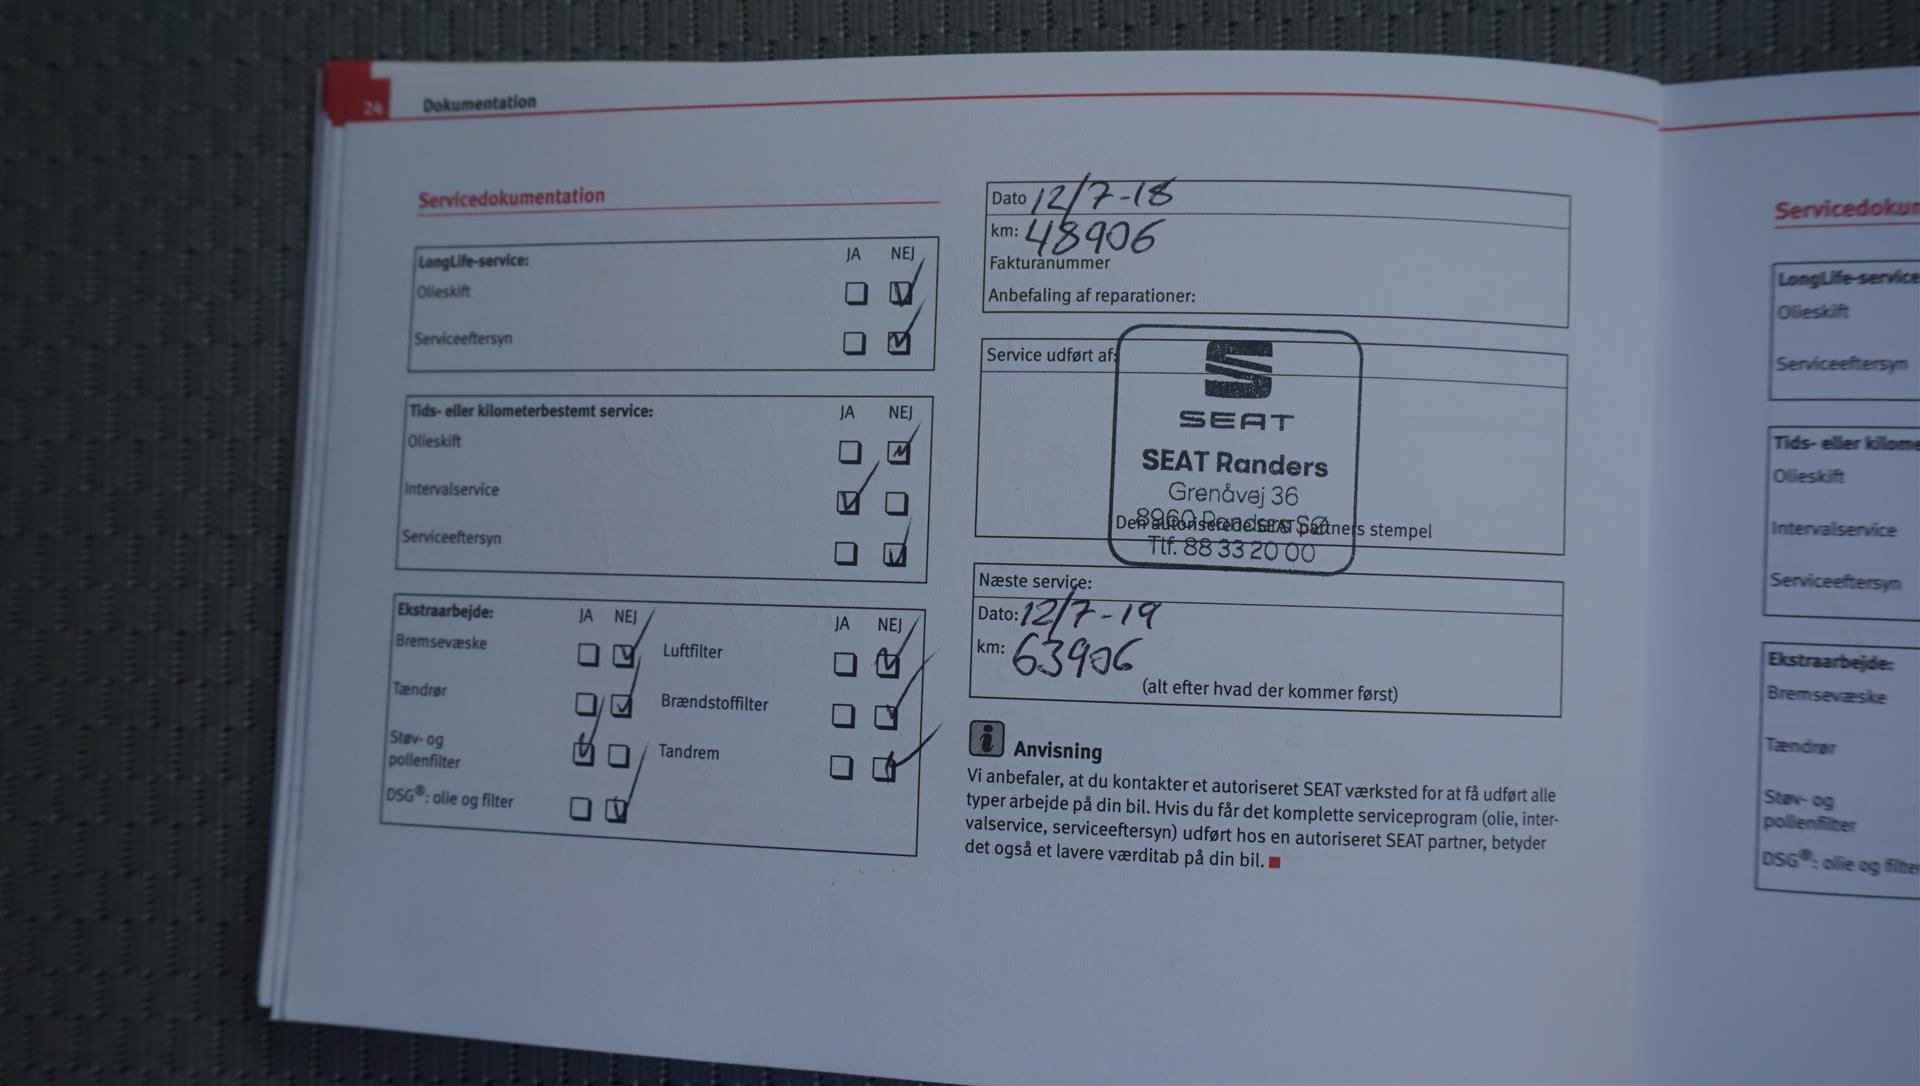 24 Dokumentation
Servicedokumentation
LongLife-service: JA NEJ
Olieskift
Serviceeftersyn
Tids- eller kilometerbestemt service: JA NEJ
Olieskift
Intervalservice
Serviceeftersyn
Ekstraarbejde: JA NEJ JA NEJ
Bremsevæske Luftfilter
Tændrør Brændstoffilter
Støv- og
pollenfilter Tandrem
DSG®: olie og filter
Dato 12/7-18
km: 48906
Fakturanummer
Anbefaling af reparationer:
Service udført af:
SEAT
SEAT Randers
Grenåvej 36
8960 Randers SØ
Den autoriserede SEAT partners stempel
Tlf. 88 33 20 00
Næste service:
Dato: 12/7-19
km: 63906
(alt efter hvad der kommer først)
Anvisning
Vi anbefaler, at du kontakter et autoriseret SEAT værksted for at få udført alle
typer arbejde på din bil. Hvis du får det komplette serviceprogram (olie, inter-
valservice, serviceeftersyn) udført hos en autoriseret SEAT partner, betyder
det også et lavere værditab på din bil.
Servicedokum
LongLife-service
Olieskift
Serviceeftersyn
Tids- eller kilome
Olieskift
Intervalservice
Serviceeftersyn
Ekstraarbejde:
Bremsevæske
Tændrør
Støv- og
pollenfilter
DSG®: olie og filter